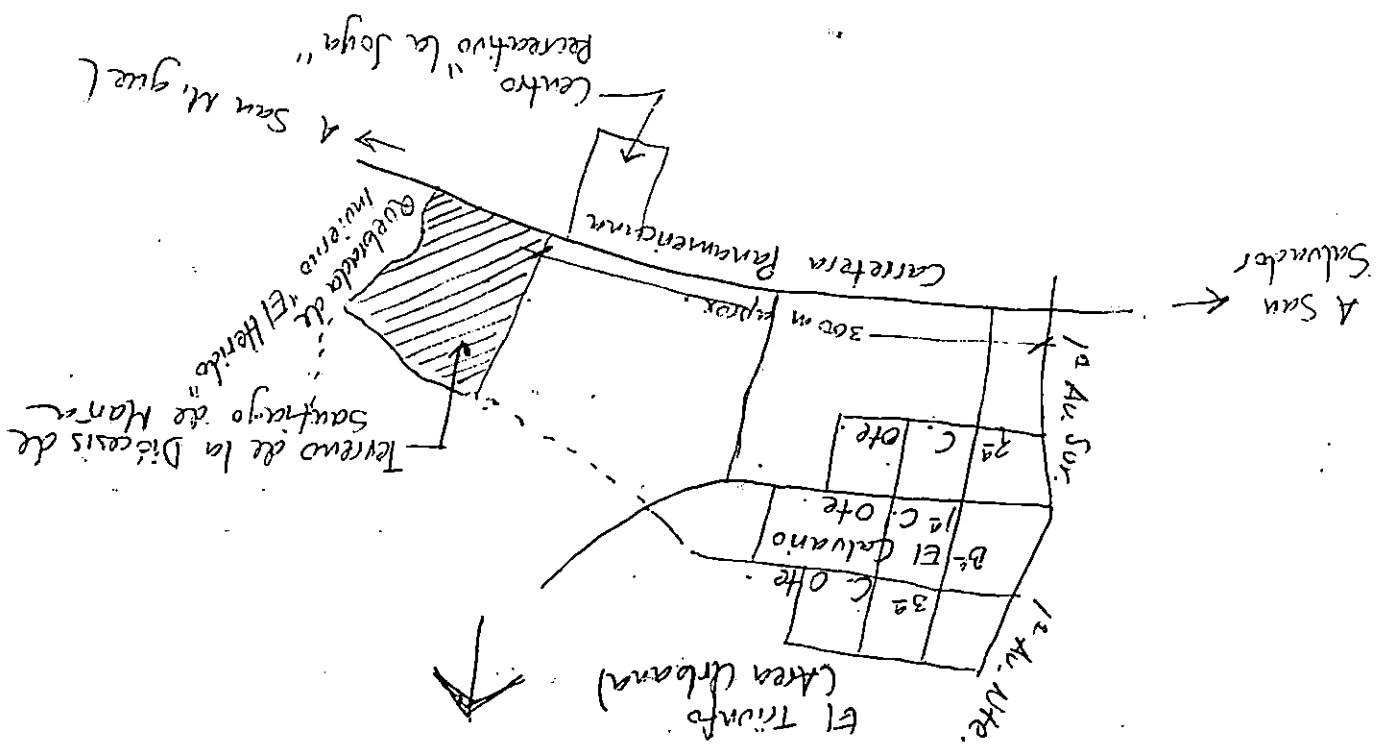 El Triunfo
(Area Urbana)
1ª Av. Nte.
3ª
C. Ote.
Bº El Calvario
1ª C. Ote.
2ª C. Ote.
1ª Av. Sur.
Terreno de la Diócesis de
Santiago de María
Quebrada de "El Herido"
Invierno
300 m aprox.
A San
Salvador
Carretera Panamericana
A San Miguel
Centro
Recreativo "La Joya"